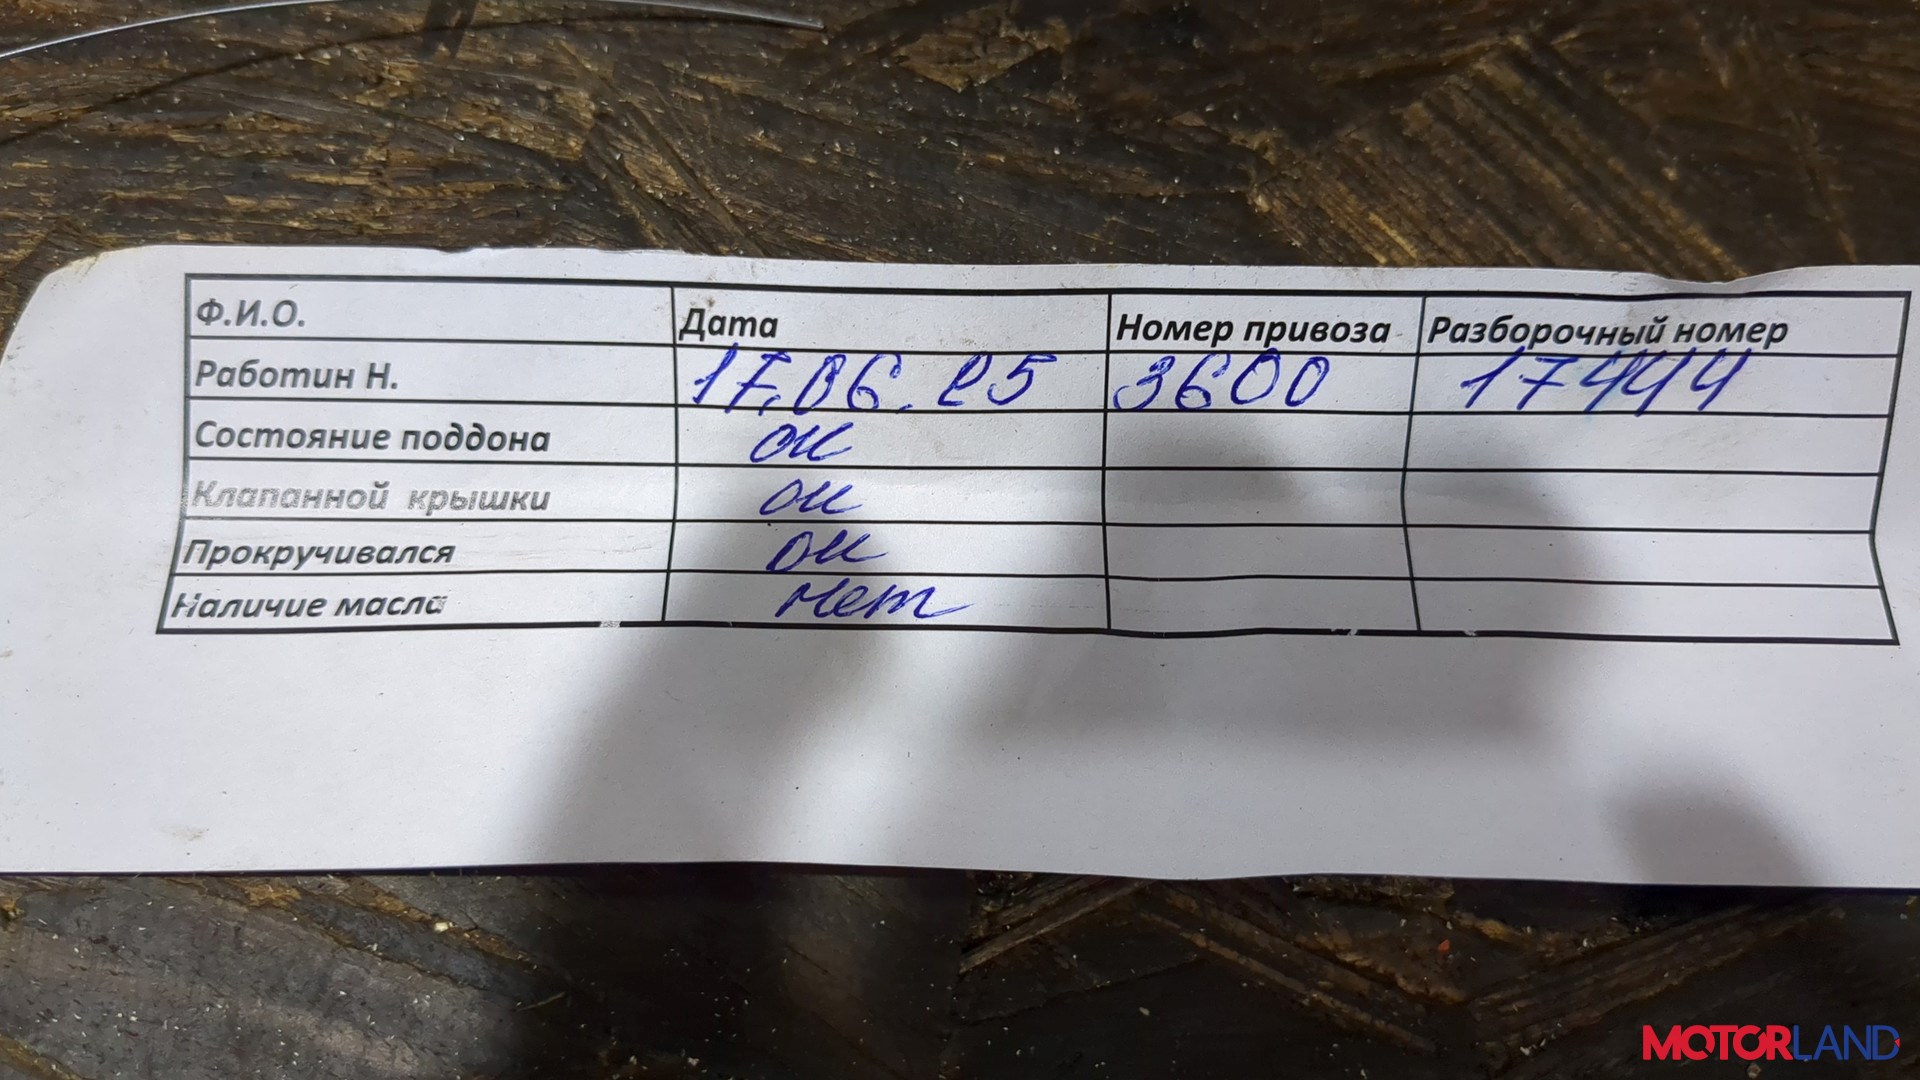 Ф.И.О. Дата Номер привоза Разборочный номер
Работин Н. 17.06.25 3600 17444
Состояние поддона ок
Клапанной крышки ок
Прокручивался ок
Наличие масла нет
MOTORLAND